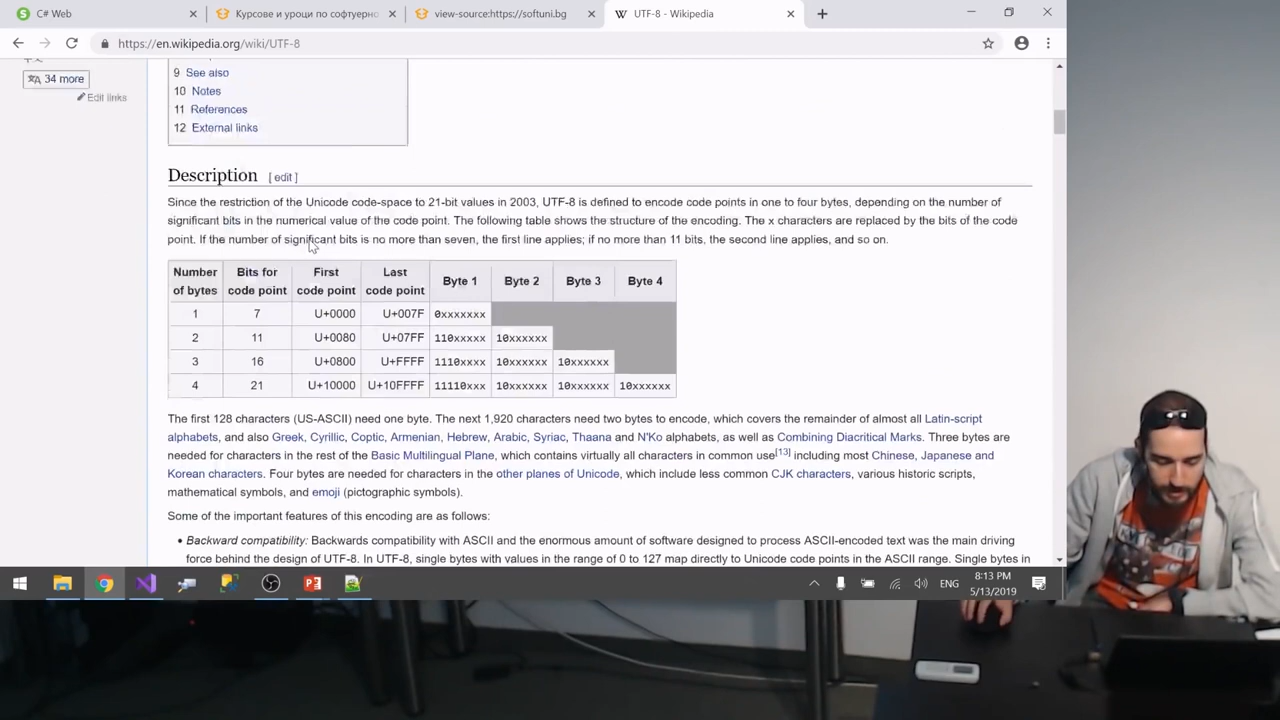 C# Web
Курсове и уроци по софтуерно
view-source:https://softuni.bg
W UTF-8 - Wikipedia
https://en.wikipedia.org/wiki/UTF-8
34 more
Edit links
9 See also
10 Notes
11 References
12 External links
Description [ edit ]
Since the restriction of the Unicode code-space to 21-bit values in 2003, UTF-8 is defined to encode code points in one to four bytes, depending on the number of
significant bits in the numerical value of the code point. The following table shows the structure of the encoding. The x characters are replaced by the bits of the code
point. If the number of significant bits is no more than seven, the first line applies; if no more than 11 bits, the second line applies, and so on.
Number of bytes Bits for code point First code point Last code point Byte 1 Byte 2 Byte 3 Byte 4
1 7 U+0000 U+007F 0xxxxxxx
2 11 U+0080 U+07FF 110xxxxx 10xxxxxx
3 16 U+0800 U+FFFF 1110xxxx 10xxxxxx 10xxxxxx
4 21 U+10000 U+10FFFF 11110xxx 10xxxxxx 10xxxxxx 10xxxxxx
The first 128 characters (US-ASCII) need one byte. The next 1,920 characters need two bytes to encode, which covers the remainder of almost all Latin-script
alphabets, and also Greek, Cyrillic, Coptic, Armenian, Hebrew, Arabic, Syriac, Thaana and N'Ko alphabets, as well as Combining Diacritical Marks. Three bytes are
needed for characters in the rest of the Basic Multilingual Plane, which contains virtually all characters in common use[13] including most Chinese, Japanese and
Korean characters. Four bytes are needed for characters in the other planes of Unicode, which include less common CJK characters, various historic scripts,
mathematical symbols, and emoji (pictographic symbols).
Some of the important features of this encoding are as follows:
• Backward compatibility: Backwards compatibility with ASCII and the enormous amount of software designed to process ASCII-encoded text was the main driving
force behind the design of UTF-8. In UTF-8, single bytes with values in the range of 0 to 127 map directly to Unicode code points in the ASCII range. Single bytes in
ENG
8:13 PM
5/13/2019